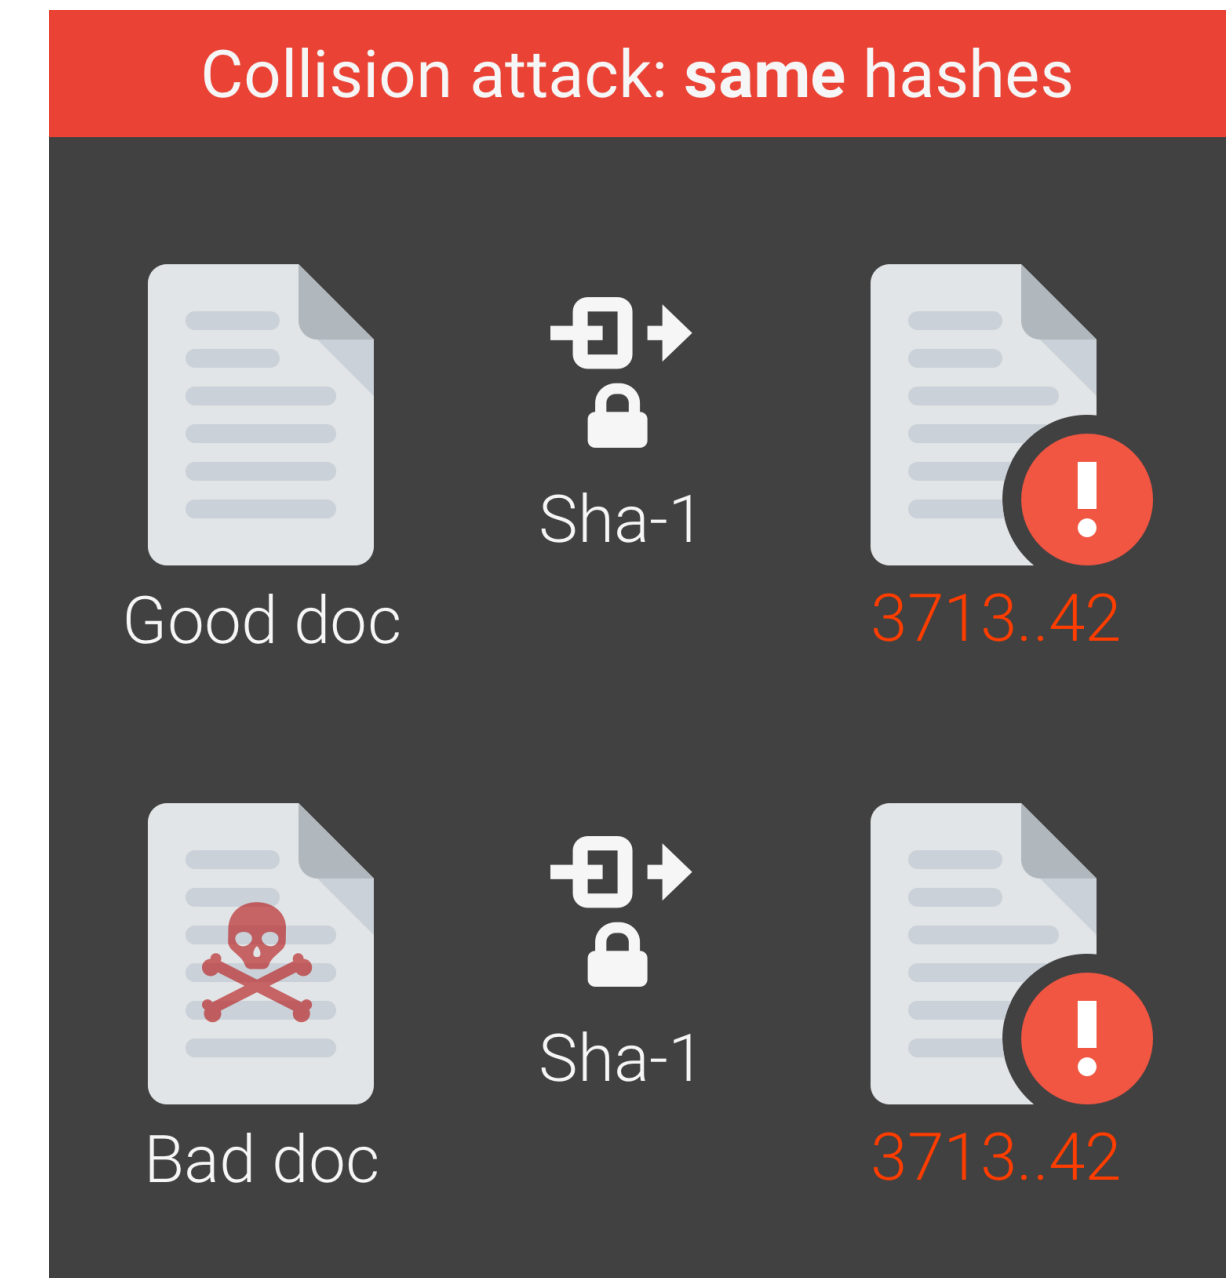 Collision attack: same hashes
Sha-1
Good doc
3713..42
Sha-1
Bad doc
3713..42